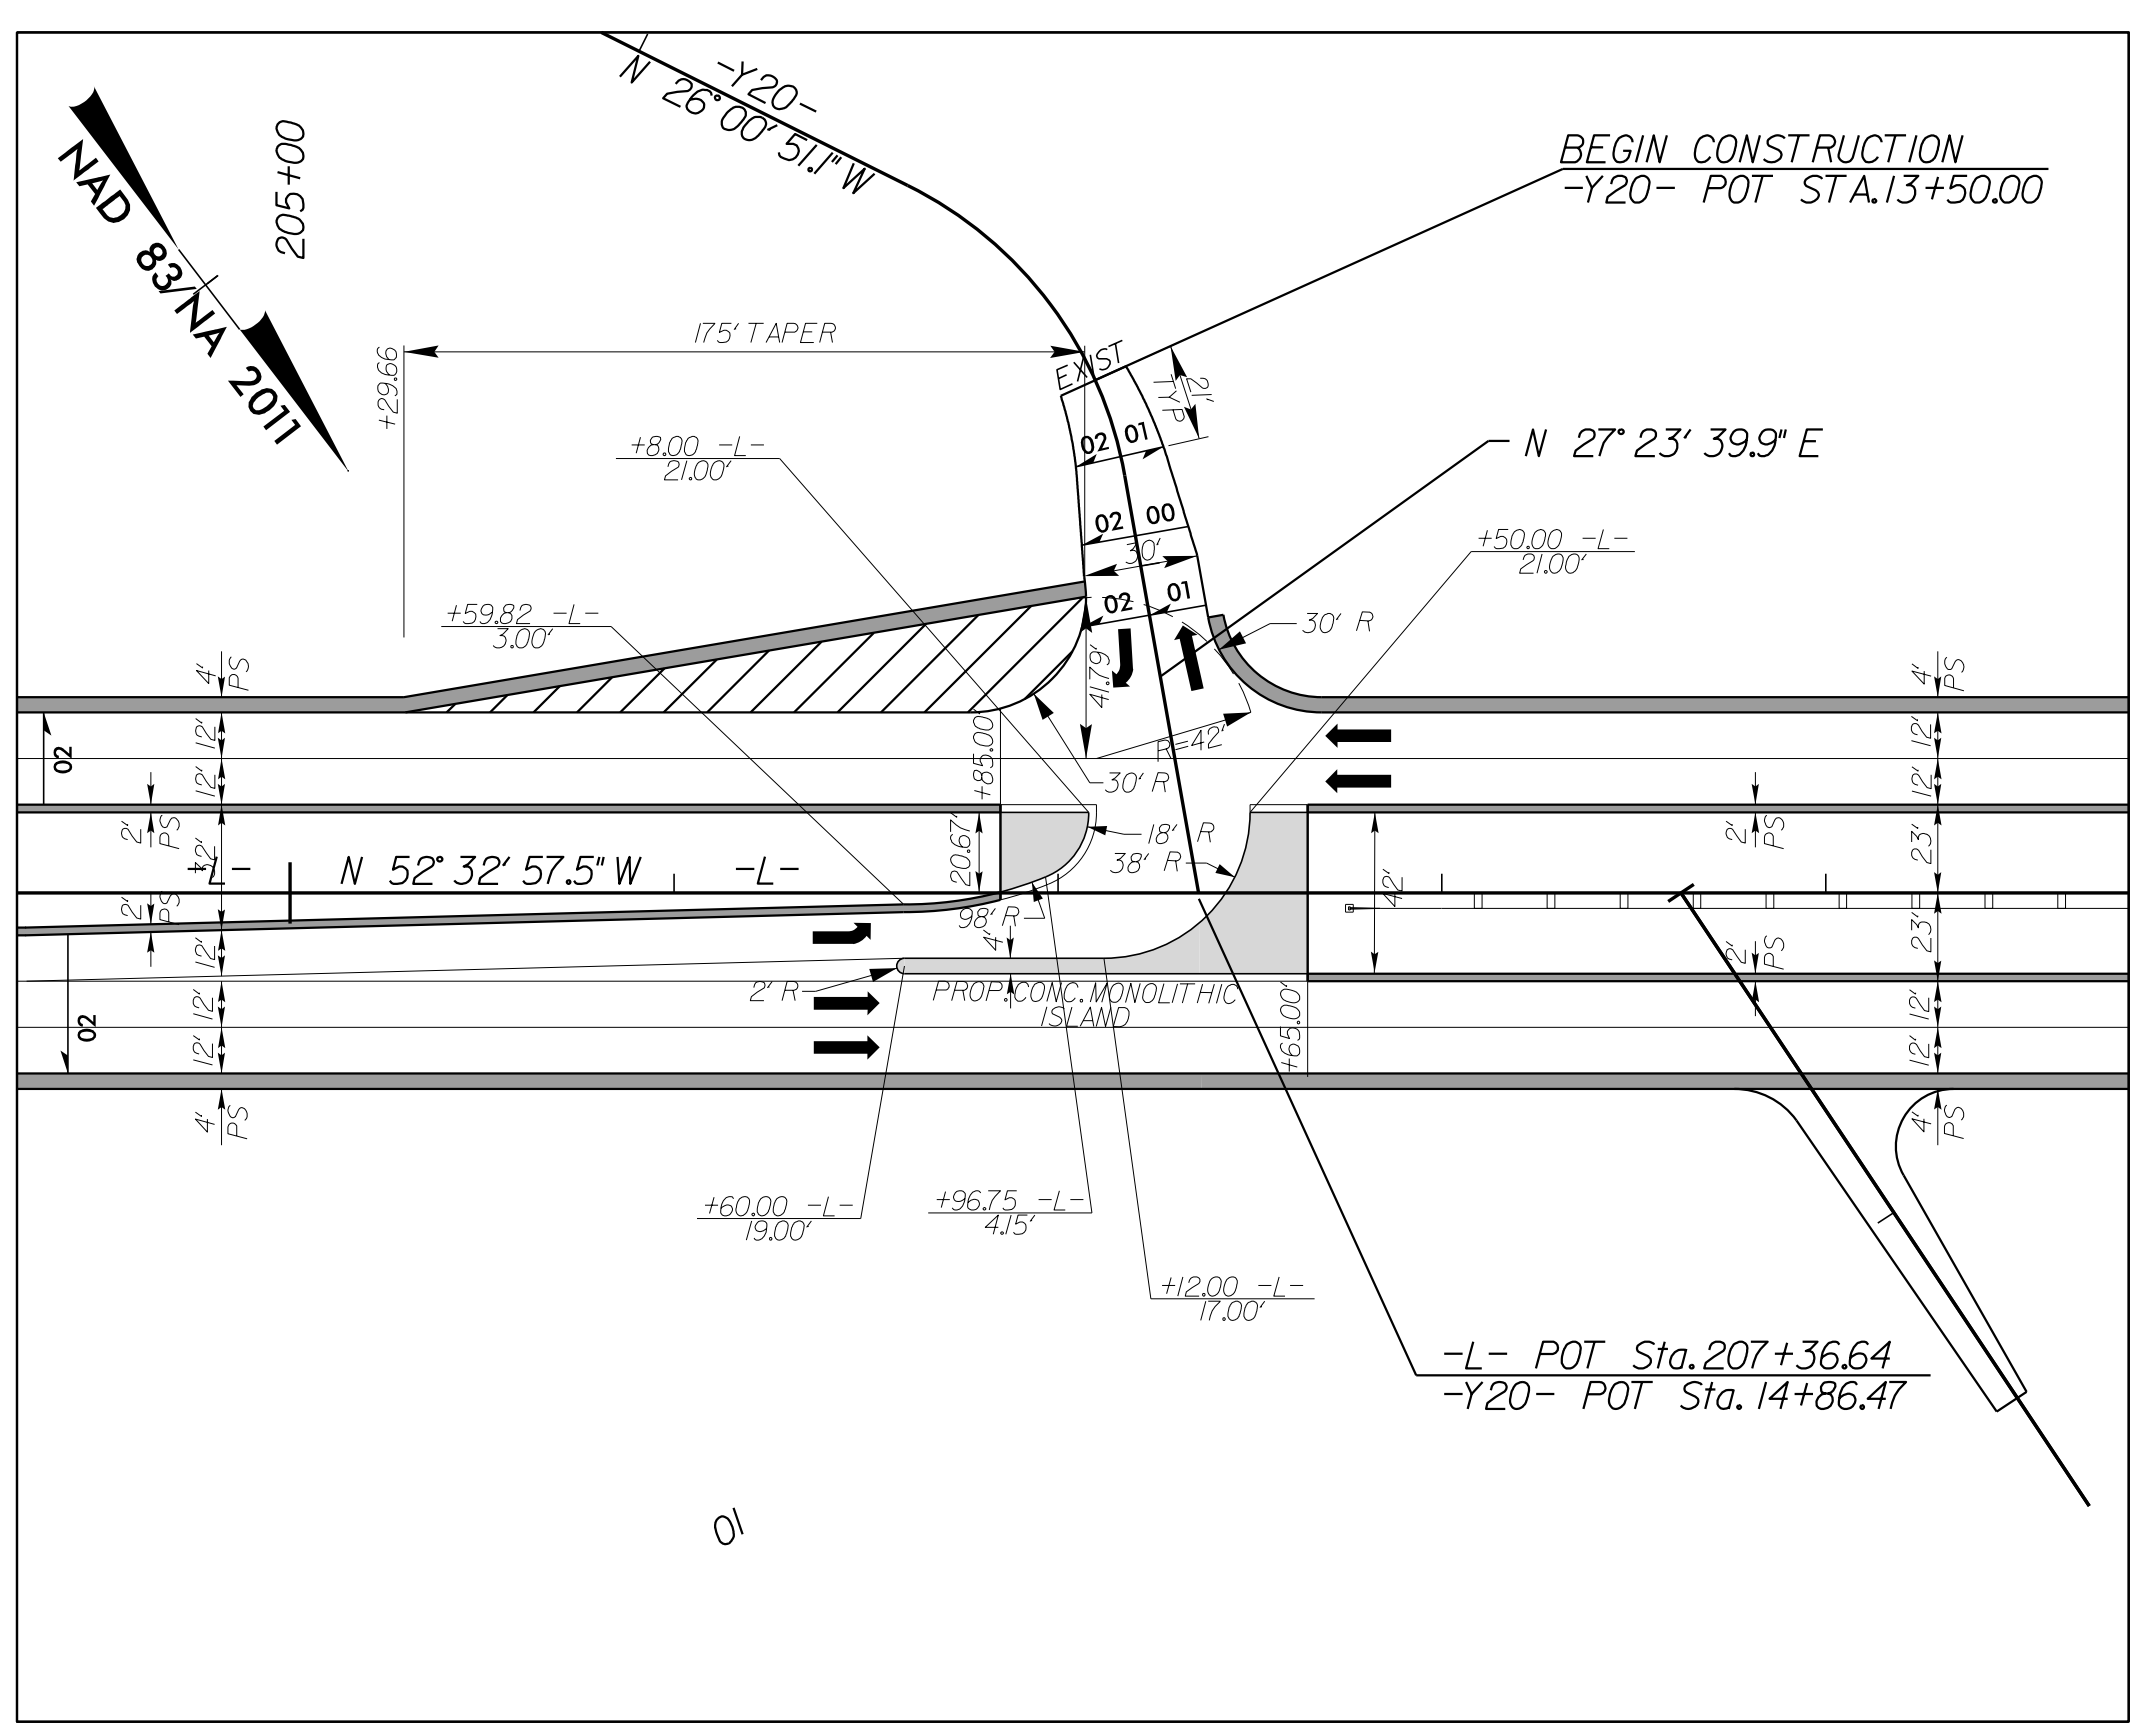 -Y20-
N 26° 00' 51.1" W
NAD 83/NA 2011
205+00
BEGIN CONSTRUCTION
-Y20- POT STA. 13+50.00
175' TAPER
+29.66
EXIST
21'
TYP
02 01
+8.00 -L-
21.00'
N 27° 23' 39.9" E
02 00
30'
+50.00 -L-
21.00'
02 01
+59.82 -L-
3.00'
30' R
4'
PS
41.79'
4'
PS
12'
02
R=42'
12'
+85.00'
12'
30' R
12'
2'
PS
20.67'
18' R
38' R
2'
PS
23'
32'
-L- N 52° 32' 57.5" W -L-
42'
2'
PS
98' R
12'
4'
23'
2'
PS
2' R
PROP. CONC. MONOLITHIC
ISLAND
12'
02
12'
+65.00'
12'
12'
4'
PS
4'
PS
+60.00 -L-
19.00'
+96.75 -L-
4.15'
+12.00 -L-
17.00'
-L- POT Sta. 207+36.64
-Y20- POT Sta. 14+86.47
01